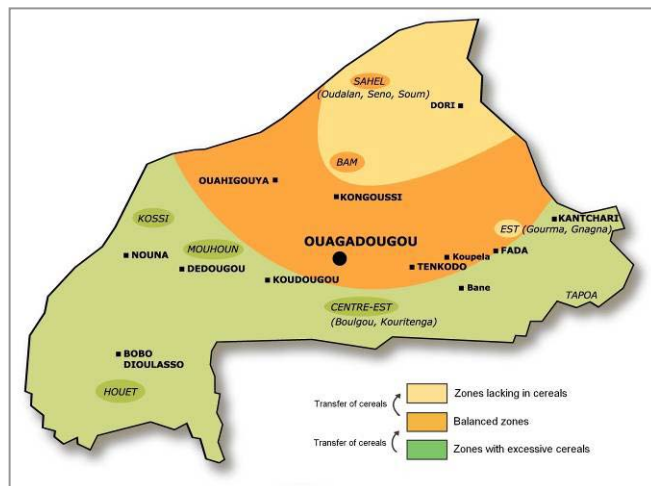 SAHEL
(Oudalan, Seno, Soum)
DORI
BAM
OUAHIGOUYA
KONGOUSSI
KOSSI
KANTCHARI
EST (Gourma, Gnagna)
MOUHOUN
OUAGADOUGOU
NOUNA
DEDOUGOU
Koupela
FADA
TENKODO
KOUDOUGOU
Bane
TAPOA
CENTRE-EST
(Boulgou, Kouritenga)
BOBO
DIOULASSO
HOUET
Zones lacking in cereals
Transfer of cereals
Balanced zones
Transfer of cereals
Zones with excessive cereals